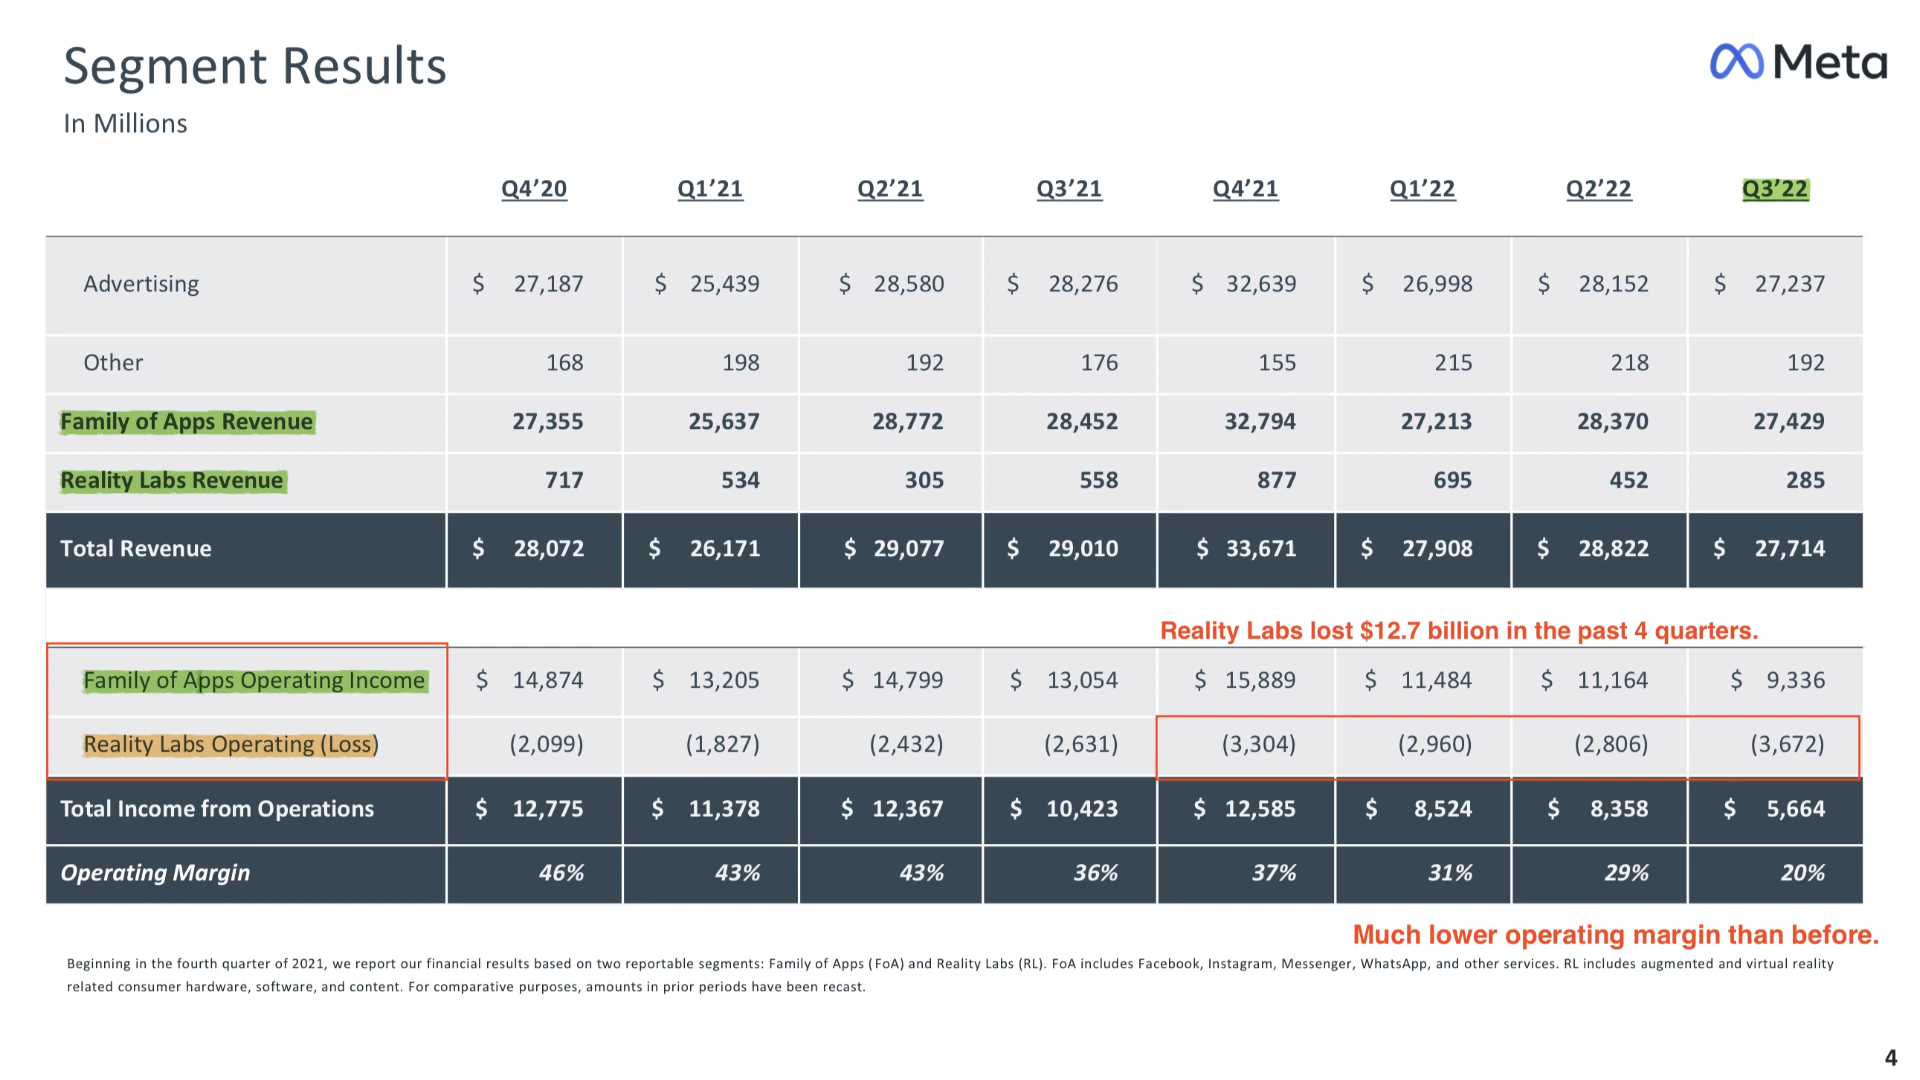 Segment Results
Meta
In Millions
Q4’20 Q1’21 Q2’21 Q3’21 Q4’21 Q1’22 Q2’22 Q3’22
Advertising $ 27,187 $ 25,439 $ 28,580 $ 28,276 $ 32,639 $ 26,998 $ 28,152 $ 27,237
Other 168 198 192 176 155 215 218 192
Family of Apps Revenue 27,355 25,637 28,772 28,452 32,794 27,213 28,370 27,429
Reality Labs Revenue 717 534 305 558 877 695 452 285
Total Revenue $ 28,072 $ 26,171 $ 29,077 $ 29,010 $ 33,671 $ 27,908 $ 28,822 $ 27,714
Reality Labs lost $12.7 billion in the past 4 quarters.
Family of Apps Operating Income $ 14,874 $ 13,205 $ 14,799 $ 13,054 $ 15,889 $ 11,484 $ 11,164 $ 9,336
Reality Labs Operating (Loss) (2,099) (1,827) (2,432) (2,631) (3,304) (2,960) (2,806) (3,672)
Total Income from Operations $ 12,775 $ 11,378 $ 12,367 $ 10,423 $ 12,585 $ 8,524 $ 8,358 $ 5,664
Operating Margin 46% 43% 43% 36% 37% 31% 29% 20%
Much lower operating margin than before.
Beginning in the fourth quarter of 2021, we report our financial results based on two reportable segments: Family of Apps (FoA) and Reality Labs (RL). FoA includes Facebook, Instagram, Messenger, WhatsApp, and other services. RL includes augmented and virtual reality
related consumer hardware, software, and content. For comparative purposes, amounts in prior periods have been recast.
4